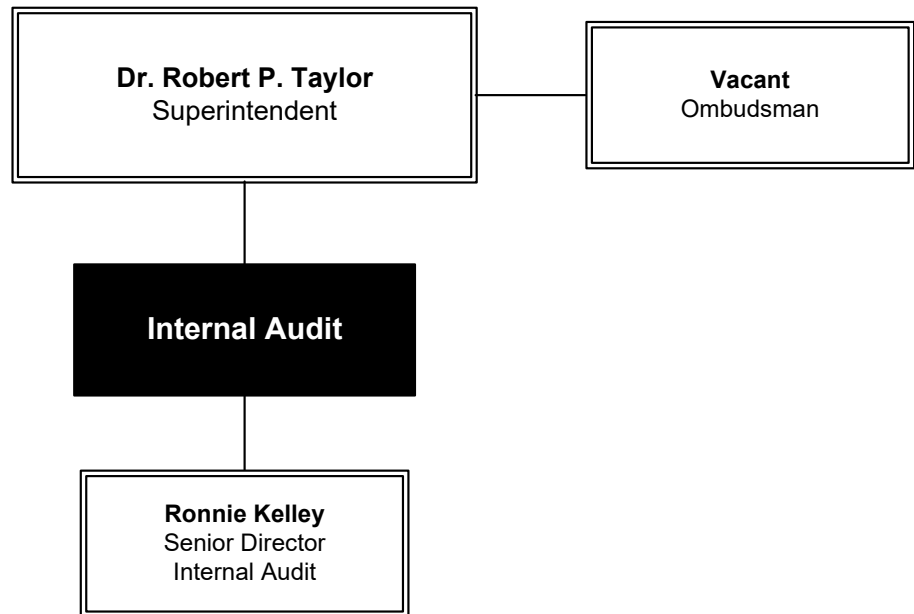 Dr. Robert P. Taylor
Superintendent
Vacant
Ombudsman
Internal Audit
Ronnie Kelley
Senior Director
Internal Audit